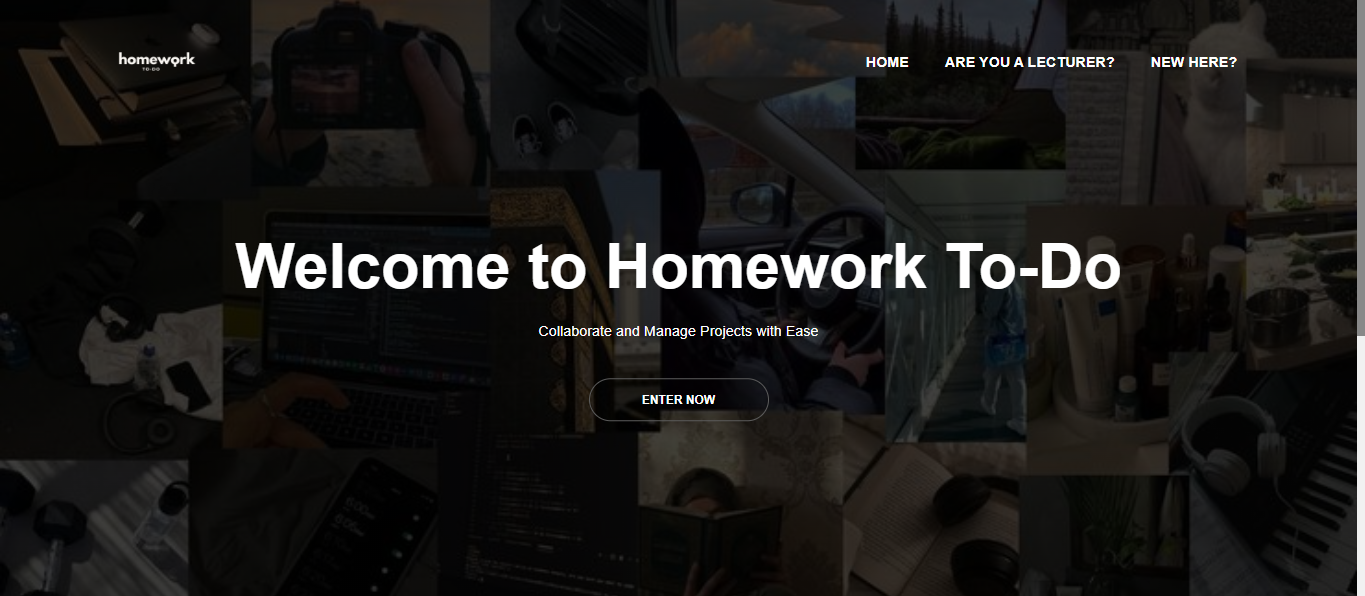 homework
TO-DO
HOME
ARE YOU A LECTURER?
NEW HERE?
Welcome to Homework To-Do
Collaborate and Manage Projects with Ease
ENTER NOW